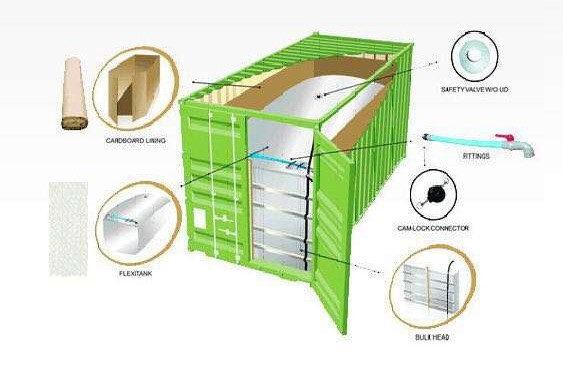 SAFETY VALVE W/O LID
CARDBOARD LINING
FITTINGS
CAM-LOCK CONNECTOR
FLEXITANK
BULK HEAD